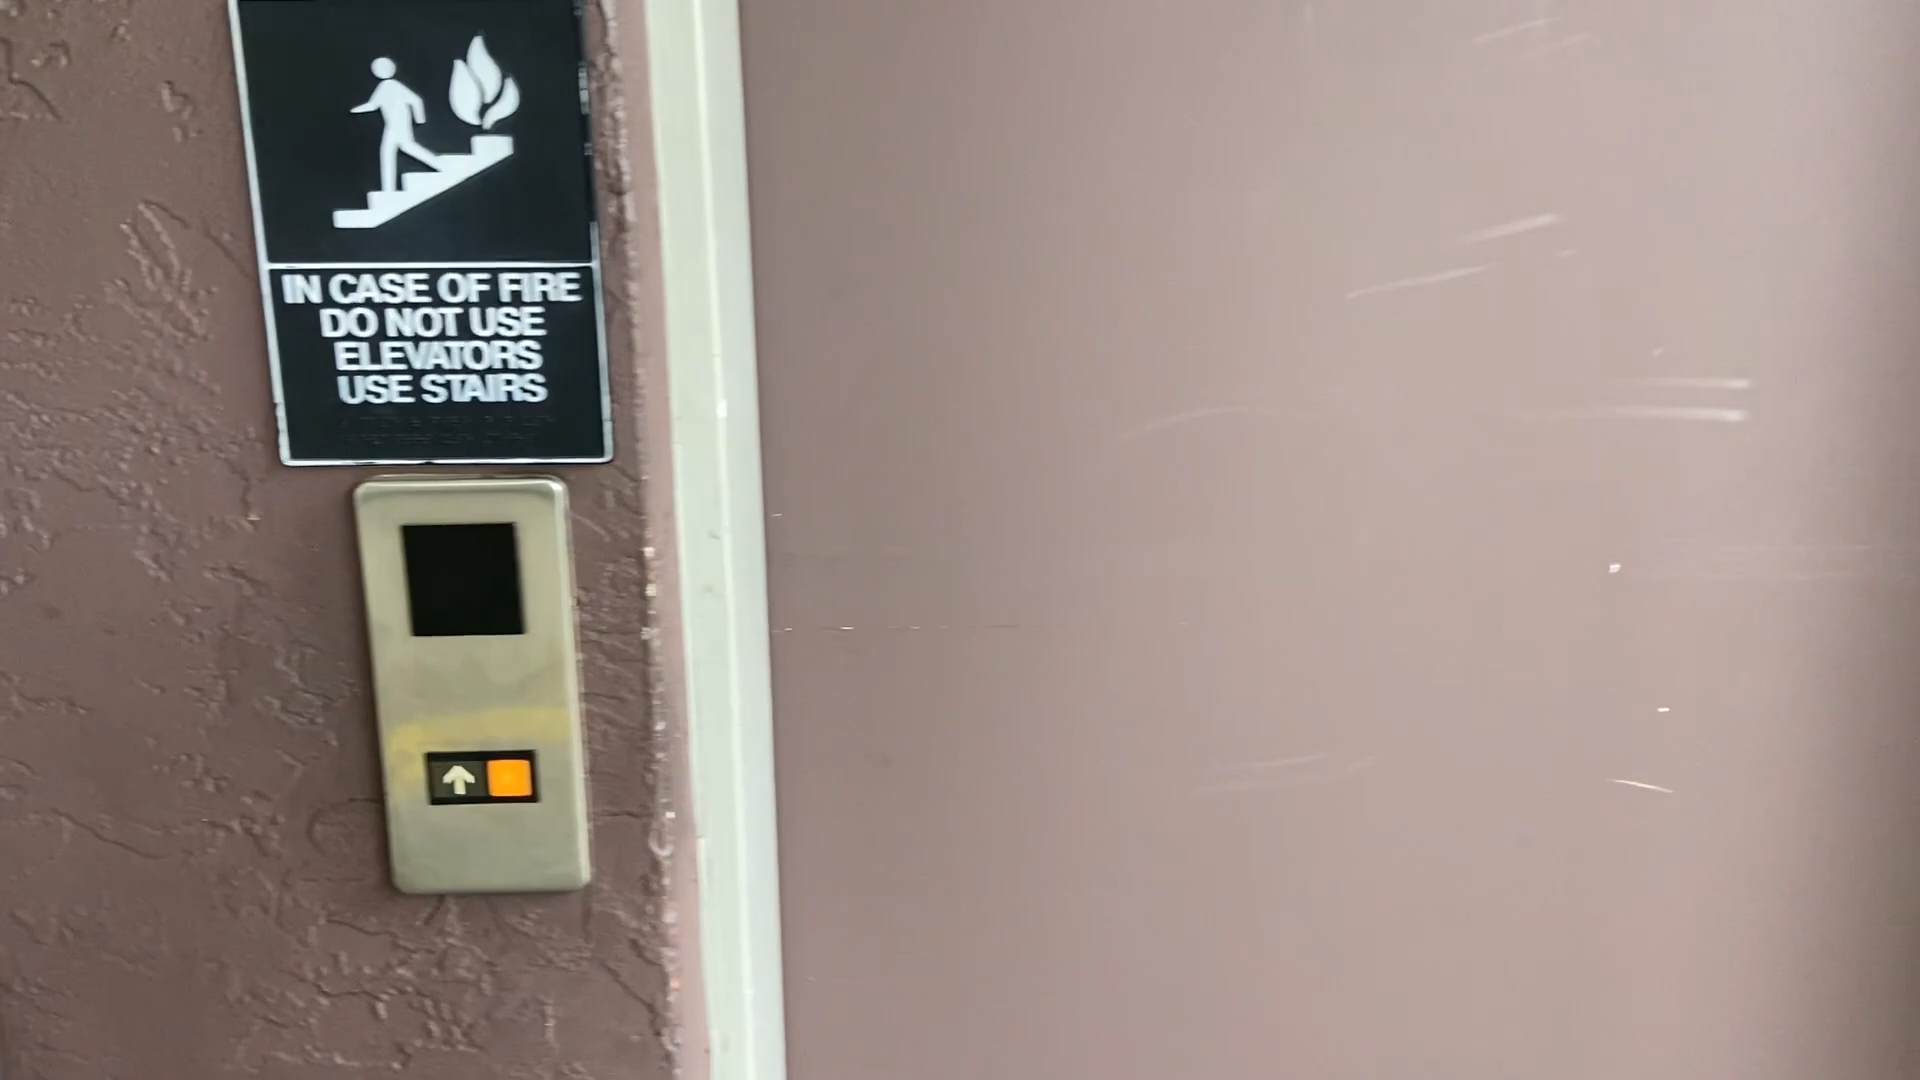 IN CASE OF FIRE
DO NOT USE
ELEVATORS
USE STAIRS